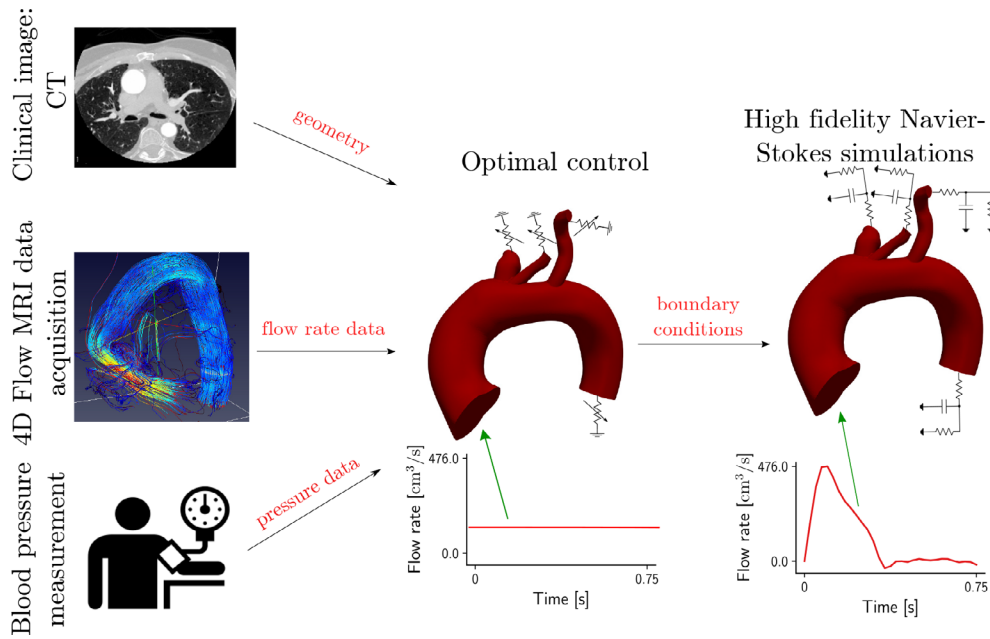 Clinical image:
CT
geometry
4D Flow MRI data
acquisition
flow rate data
Blood pressure
measurement
pressure data
Optimal control
Flow rate [cm³/s]
476.0
0.0
0
0.75
Time [s]
boundary
conditions
High fidelity Navier-
Stokes simulations
Flow rate [cm³/s]
476.0
0.0
0
0.75
Time [s]